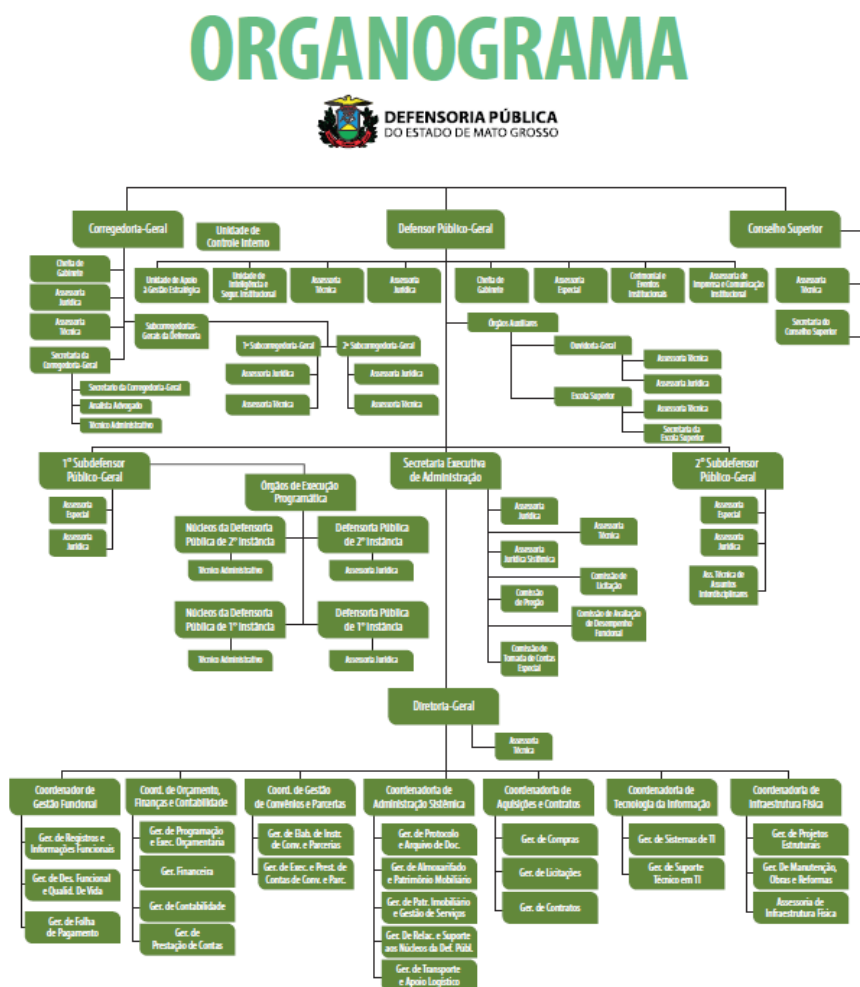 ORGANOGRAMA
DEFENSORIA PÚBLICA
DO ESTADO DE MATO GROSSO
Corregedoria-Geral
Unidade de
Controle Interno
Defensor Público-Geral
Conselho Superior
Chefia de
Gabinete
Assessoria
Jurídica
Assessoria
Técnica
Secretaria da
Corregedoria-Geral
Secretario da Corregedoria-Geral
Analista Advogado
Técnico Administrativo
Unidade de Apoio
à Gestão Estratégica
Unidade de
Inteligência e
Segur. Institucional
Assessoria
Técnica
Assessoria
Jurídica
Chefia de
Gabinete
Assessoria
Especial
Cerimonial e
Eventos
Institucionais
Assessoria de
Imprensa e Comunicação
Institucional
Assessoria
Técnica
Secretaria do
Conselho Superior
Subcorregedorias-
Gerais da Defensoria
1ª Subcorregedoria-Geral
Assessoria Jurídica
Assessoria Técnica
2ª Subcorregedoria-Geral
Assessoria Jurídica
Assessoria Técnica
Órgãos Auxiliares
Ouvidoria-Geral
Assessoria Técnica
Assessoria Jurídica
Escola Superior
Assessoria Técnica
Secretaria da
Escola Superior
1º Subdefensor
Público-Geral
Assessoria
Especial
Assessoria
Jurídica
Órgãos de Execução
Programática
Núcleos da Defensoria
Pública de 2º Instância
Técnico Administrativo
Defensoria Pública
de 2º Instância
Assessoria Jurídica
Núcleos da Defensoria
Pública de 1º Instância
Técnico Administrativo
Defensoria Pública
de 1º Instância
Assessoria Jurídica
Secretaria Executiva
de Administração
Assessoria
Jurídica
Assessoria
Técnica
Assessoria
Jurídica Sistêmica
Comissão de
Licitação
Comissão
de Pregão
Comissão de Avaliação
de Desempenho
Funcional
Comissão de
Tomada de Contas
Especial
2º Subdefensor
Público-Geral
Assessoria
Especial
Assessoria
Jurídica
Ass. Técnica de
Assuntos
Interdisciplinares
Diretoria-Geral
Assessoria
Técnica
Coordenador de
Gestão Funcional
Ger. de Registros e
Informações Funcionais
Ger. de Des. Funcional
e Qualid. De Vida
Ger. de Folha
de Pagamento
Coord. de Orçamento,
Finanças e Contabilidade
Ger. de Programação
e Exec. Orçamentária
Ger. Financeira
Ger. de Contabilidade
Ger. de
Prestação de Contas
Coord. de Gestão
de Convênios e Parcerias
Ger. de Elab. de Instr.
de Conv. e Parcerias
Ger. de Exec. e Prest. de
Contas de Conv. e Parc.
Coordenadoria de
Administração Sistêmica
Ger. de Protocolo
e Arquivo de Doc.
Ger. de Almoxarifado
e Patrimônio Mobiliário
Ger. de Patr. Imobiliário
e Gestão de Serviços
Ger. De Relac. e Suporte
aos Núcleos da Def. Públ.
Ger. de Transporte
e Apoio Logístico
Coordenadoria de
Aquisições e Contratos
Ger. de Compras
Ger. de Licitações
Ger. de Contratos
Coordenadoria de
Tecnologia da Informação
Ger. de Sistemas de TI
Ger. de Suporte
Técnico em TI
Coordenadoria de
Infraestrutura Física
Ger. de Projetos
Estruturais
Ger. De Manutenção,
Obras e Reformas
Assessoria de
Infraestrutura Física